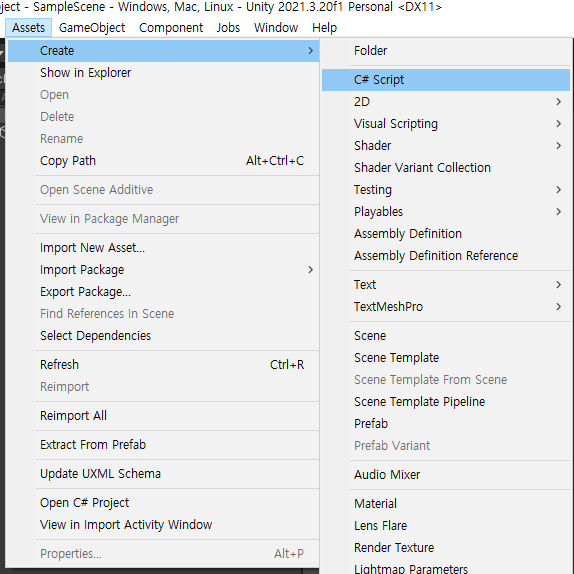 oject - SampleScene - Windows, Mac, Linux - Unity 2021.3.20f1 Personal <DX11>
Assets GameObject Component Jobs Window Help
Create
Show in Explorer
Open
Delete
Rename
Copy Path Alt+Ctrl+C
Open Scene Additive
View in Package Manager
Import New Asset...
Import Package
Export Package...
Find References In Scene
Select Dependencies
Refresh Ctrl+R
Reimport
Reimport All
Extract From Prefab
Update UXML Schema
Open C# Project
View in Import Activity Window
Properties... Alt+P
Folder
C# Script
2D
Visual Scripting
Shader
Shader Variant Collection
Testing
Playables
Assembly Definition
Assembly Definition Reference
Text
TextMeshPro
Scene
Scene Template
Scene Template From Scene
Scene Template Pipeline
Prefab
Prefab Variant
Audio Mixer
Material
Lens Flare
Render Texture
Lightmap Parameters